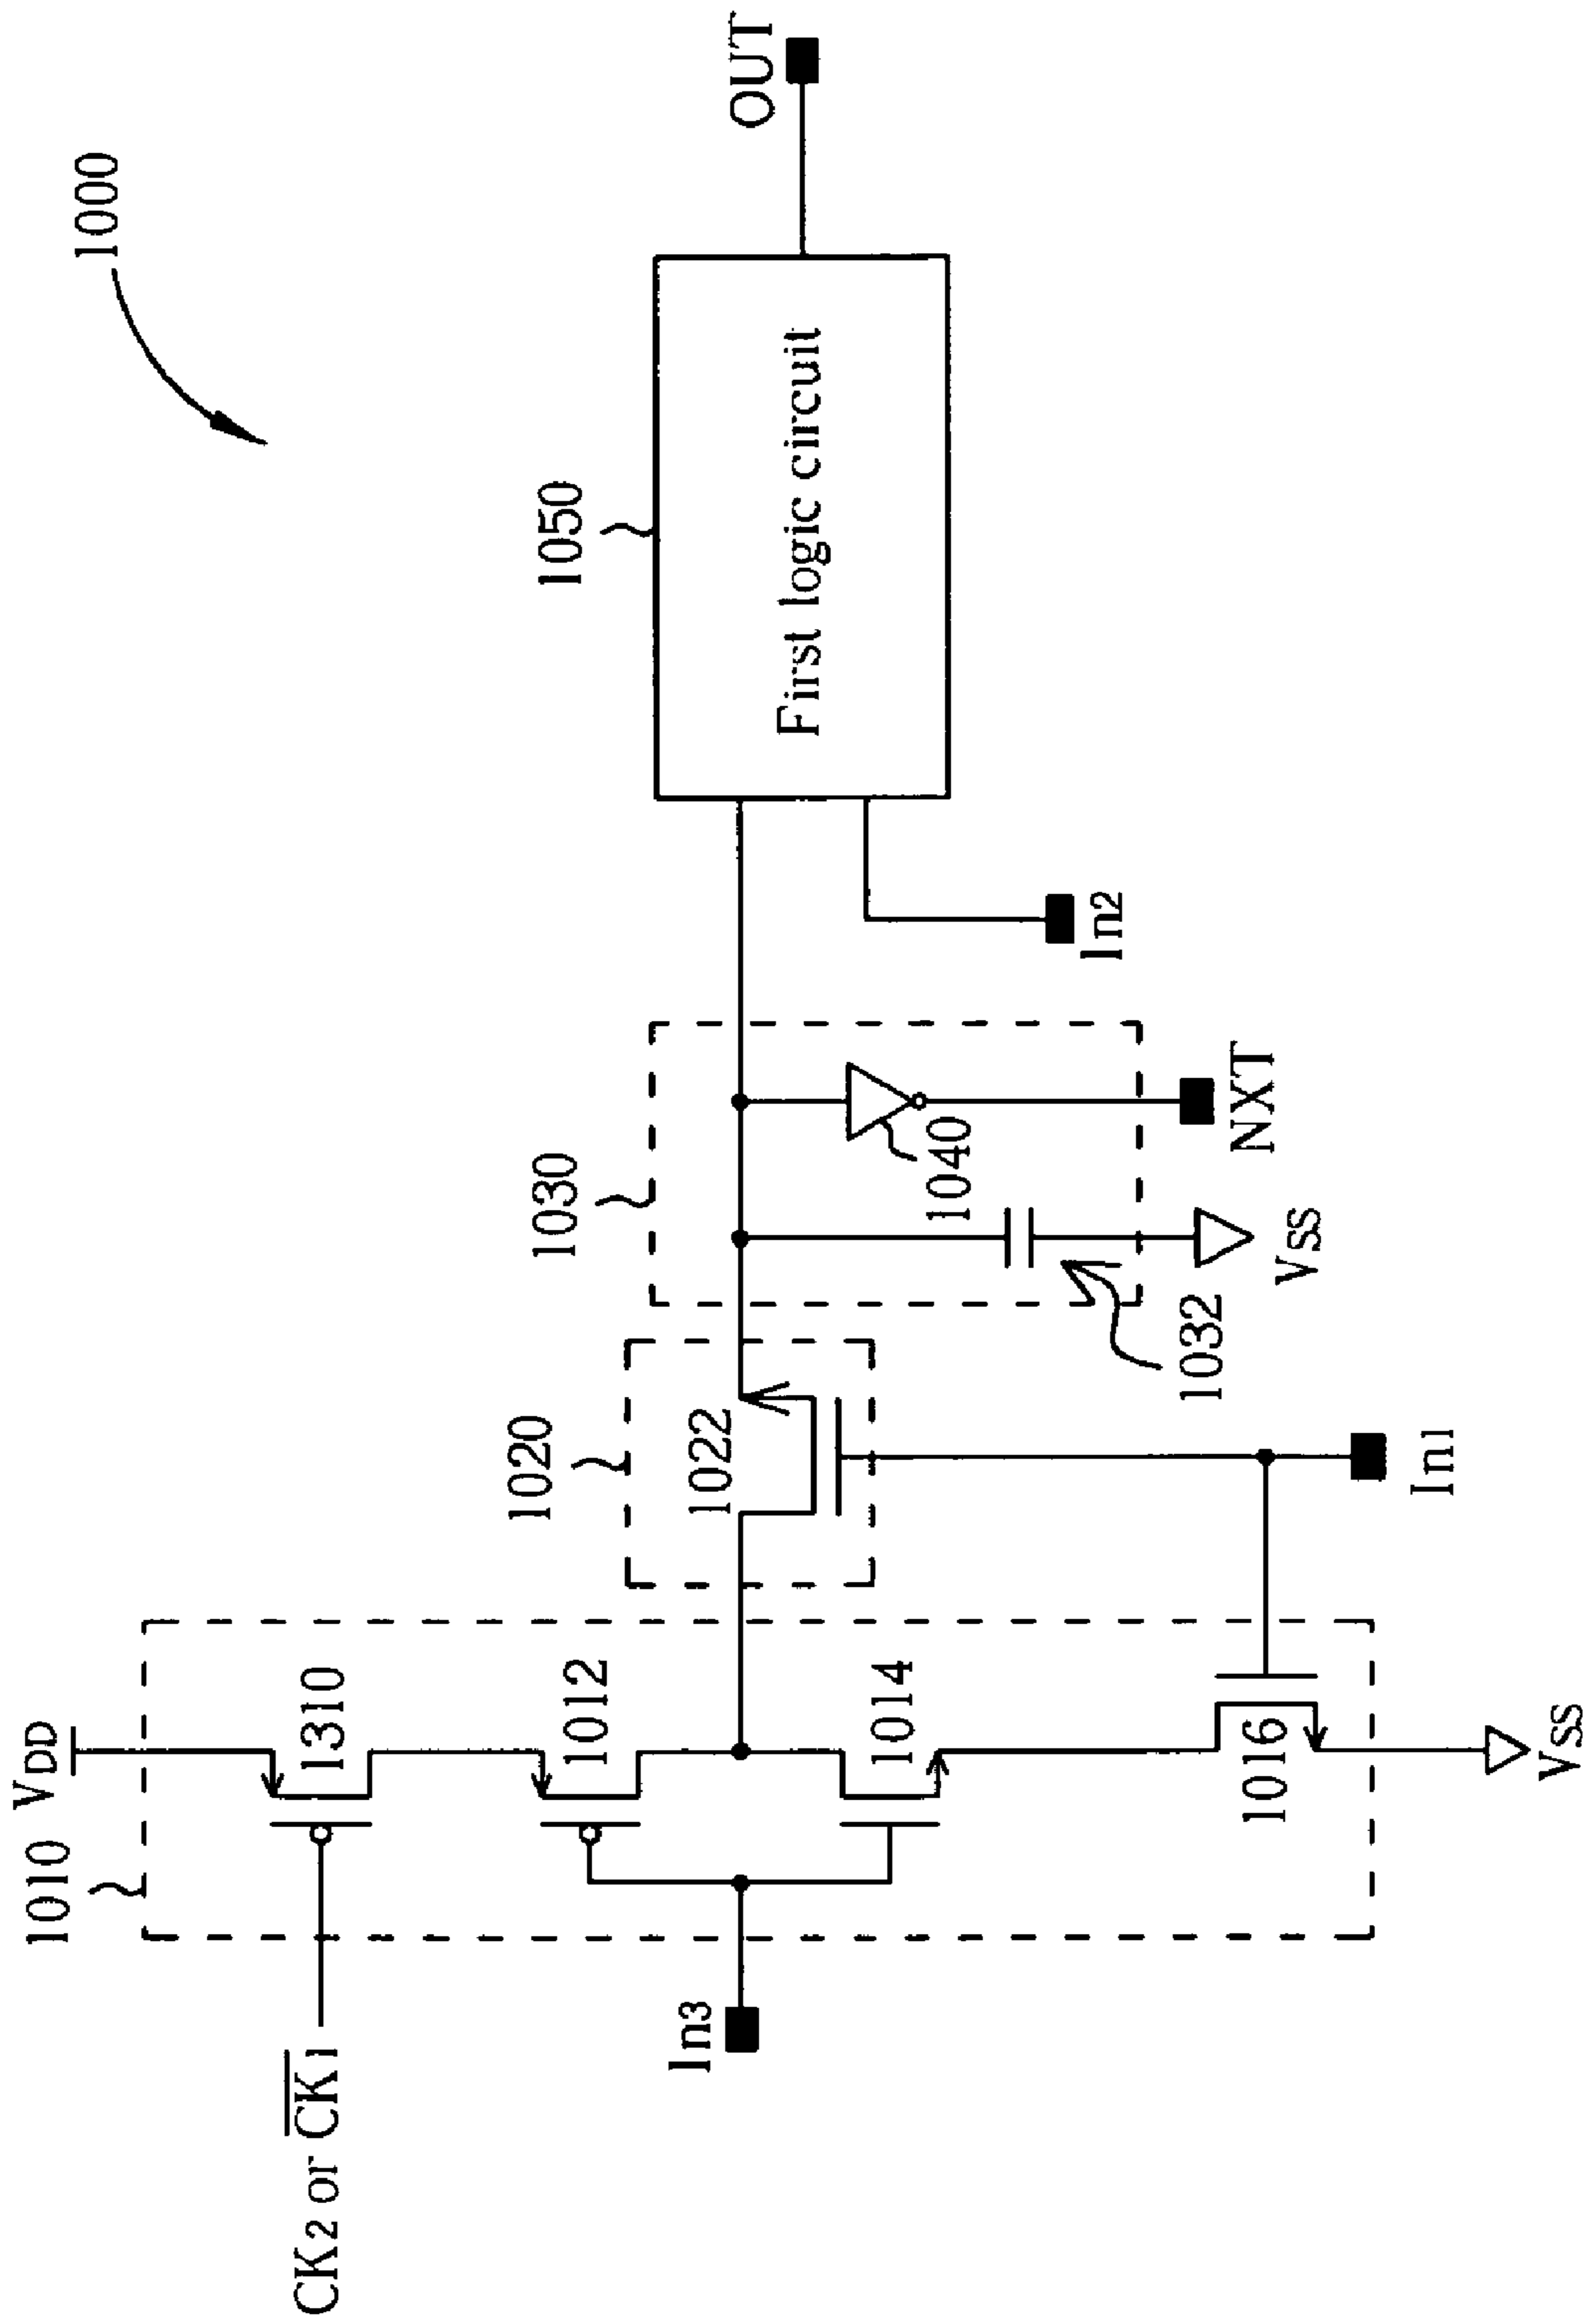 1000
OUT
1050
First logic circuit
In2
1030
1040
NXT
1032
VSS
1020
1022
In1
1010
VDD
1310
1012
1014
1016
VSS
In3
CK2 or C̅K̅1̅